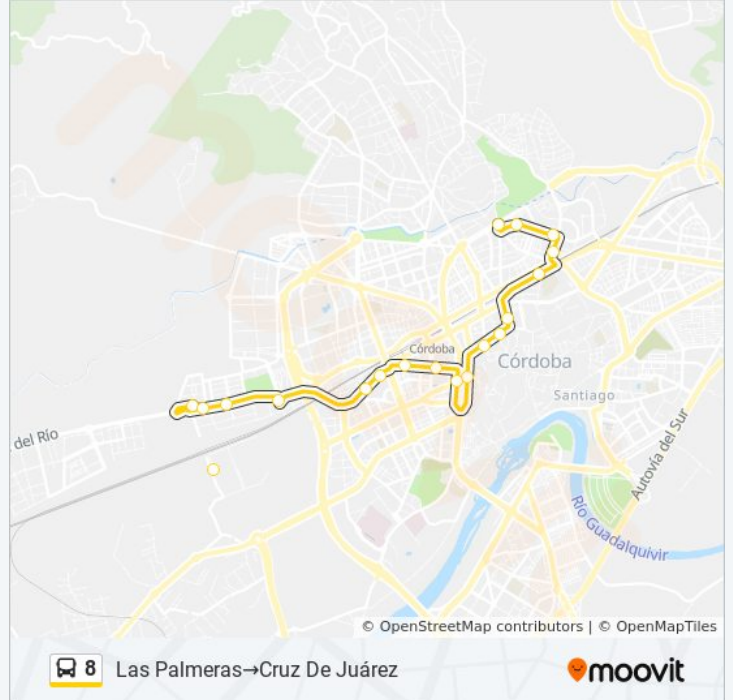 Córdoba
Córdoba
Santiago
del Río
Autovía del Sur
Río Guadalquivir
© OpenStreetMap contributors | © OpenMapTiles
8 Las Palmeras→Cruz De Juárez
moovit